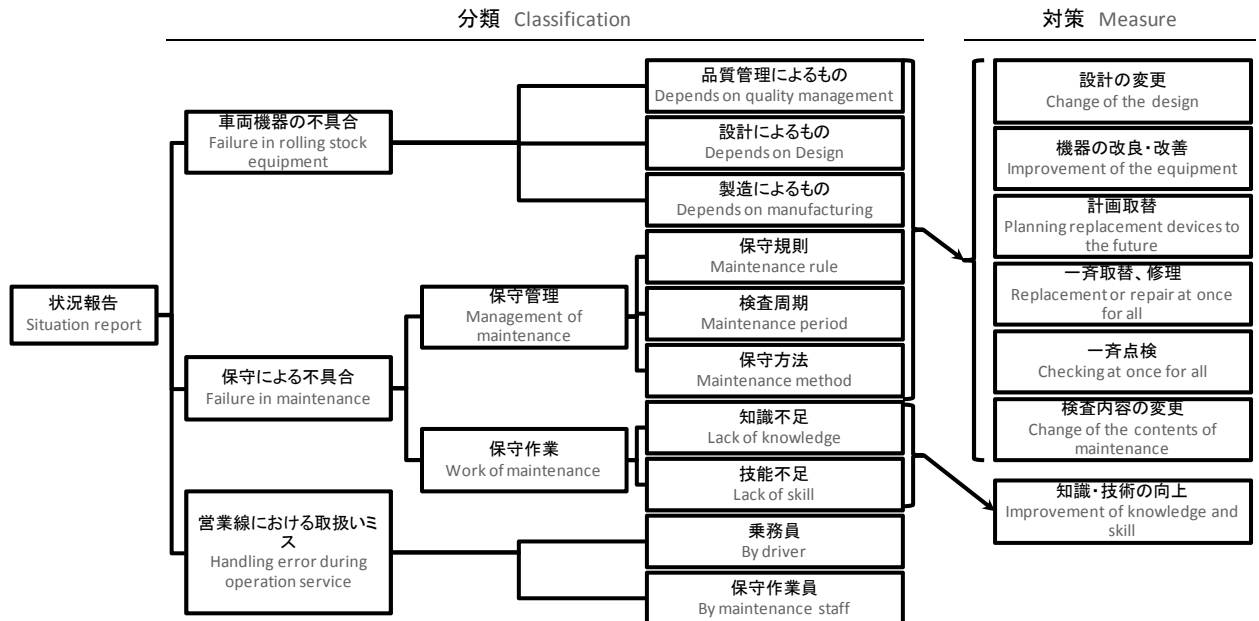 分類 Classification
対策 Measure
状況報告
Situation report
車両機器の不具合
Failure in rolling stock
equipment
品質管理によるもの
Depends on quality management
設計によるもの
Depends on Design
製造によるもの
Depends on manufacturing
保守による不具合
Failure in maintenance
保守管理
Management of
maintenance
保守規則
Maintenance rule
検査周期
Maintenance period
保守方法
Maintenance method
保守作業
Work of maintenance
知識不足
Lack of knowledge
技能不足
Lack of skill
営業線における取扱いミ
ス
Handling error during
operation service
乗務員
By driver
保守作業員
By maintenance staff
設計の変更
Change of the design
機器の改良・改善
Improvement of the equipment
計画取替
Planning replacement devices to
the future
一斉取替、修理
Replacement or repair at once
for all
一斉点検
Checking at once for all
検査内容の変更
Change of the contents of
maintenance
知識・技術の向上
Improvement of knowledge and
skill